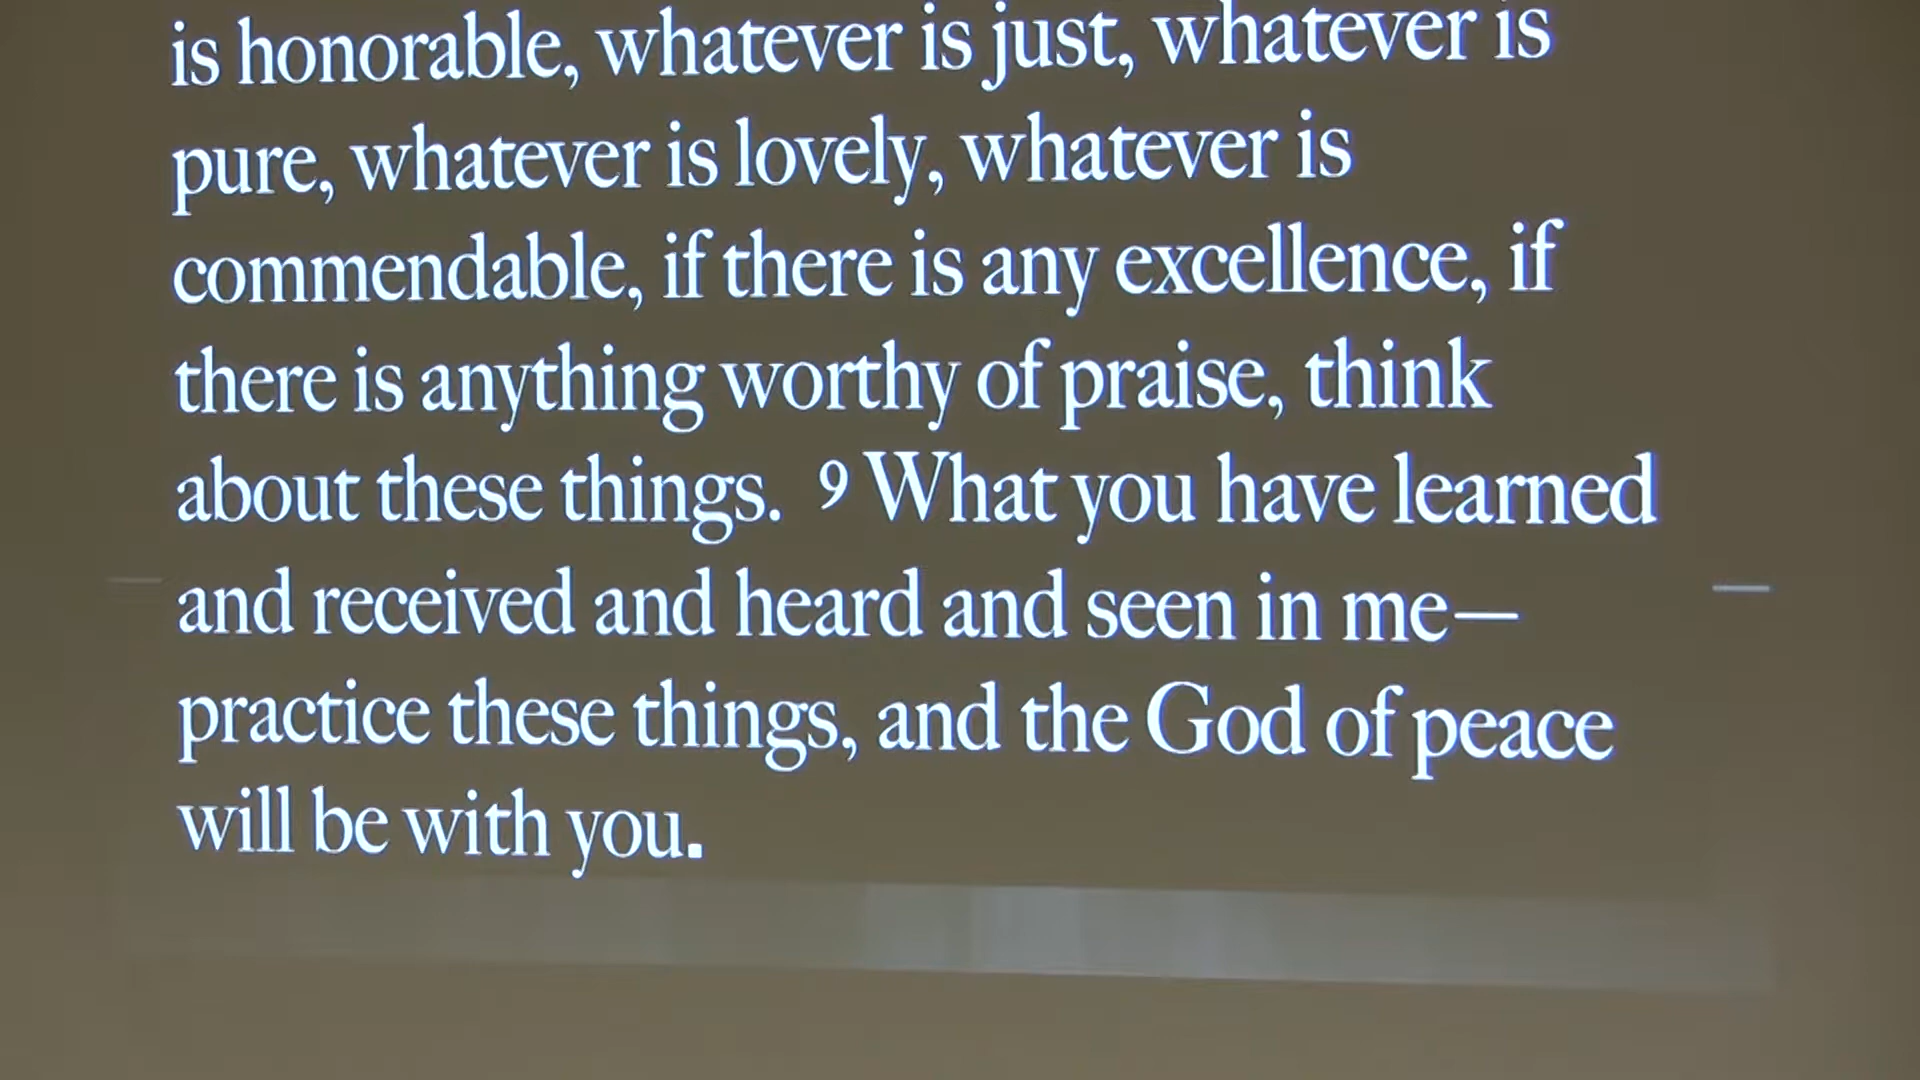 is honorable, whatever is just, whatever is
pure, whatever is lovely, whatever is
commendable, if there is any excellence, if
there is anything worthy of praise, think
about these things. 9 What you have learned
and received and heard and seen in me—
practice these things, and the God of peace
will be with you.